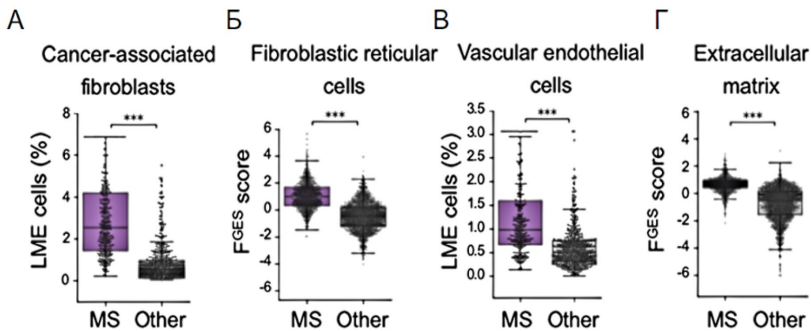 А
Cancer-associated
fibroblasts
***
LME cells (%)
8
6
4
2
0
MS Other
Б
Fibroblastic reticular
cells
***
F^GES score
6
4
2
0
-2
-4
-6
MS Other
В
Vascular endothelial
cells
***
LME cells (%)
3.5
3.0
2.5
2.0
1.5
1.0
0.5
0.0
MS Other
Г
Extracellular
matrix
***
F^GES score
6
4
2
0
-2
-4
-6
MS Other